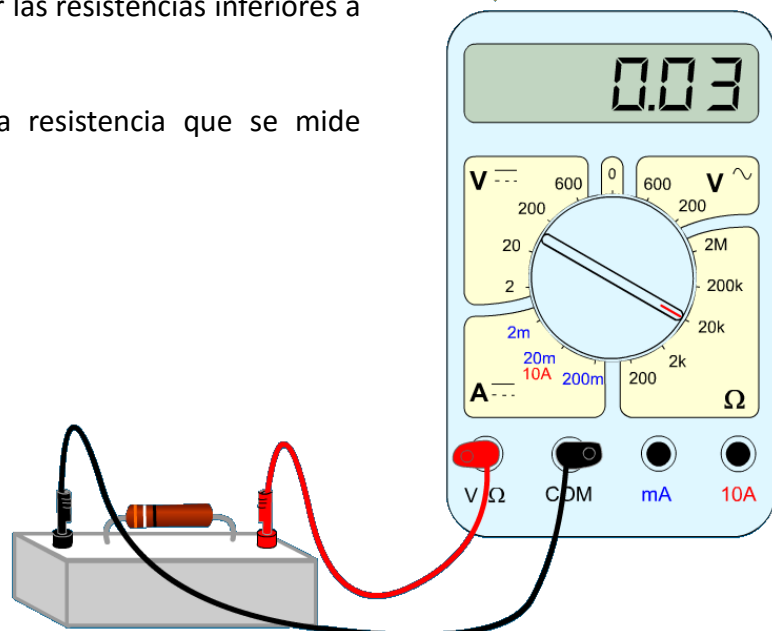 r las resistencias inferiores a
a resistencia que se mide
0.03
V
600
0
600
V
200
200
20
2M
2
200k
2m
20k
20m
2k
10A
200m
200
A
Ω
V Ω
COM
mA
10A